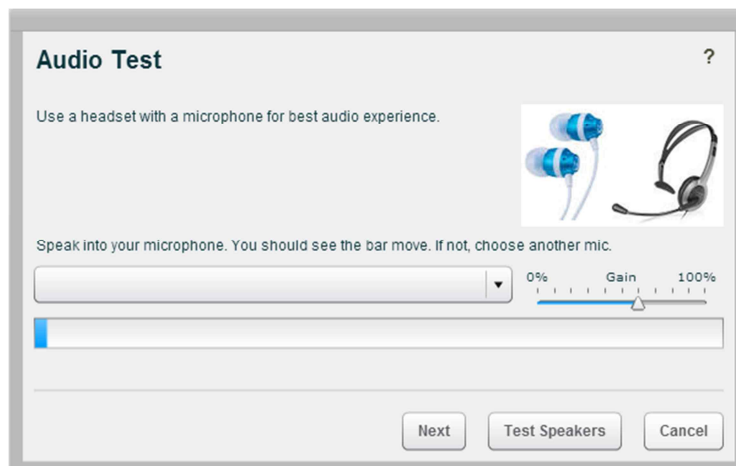 Audio Test
?
Use a headset with a microphone for best audio experience.
Speak into your microphone. You should see the bar move. If not, choose another mic.
0% Gain 100%
Next Test Speakers Cancel